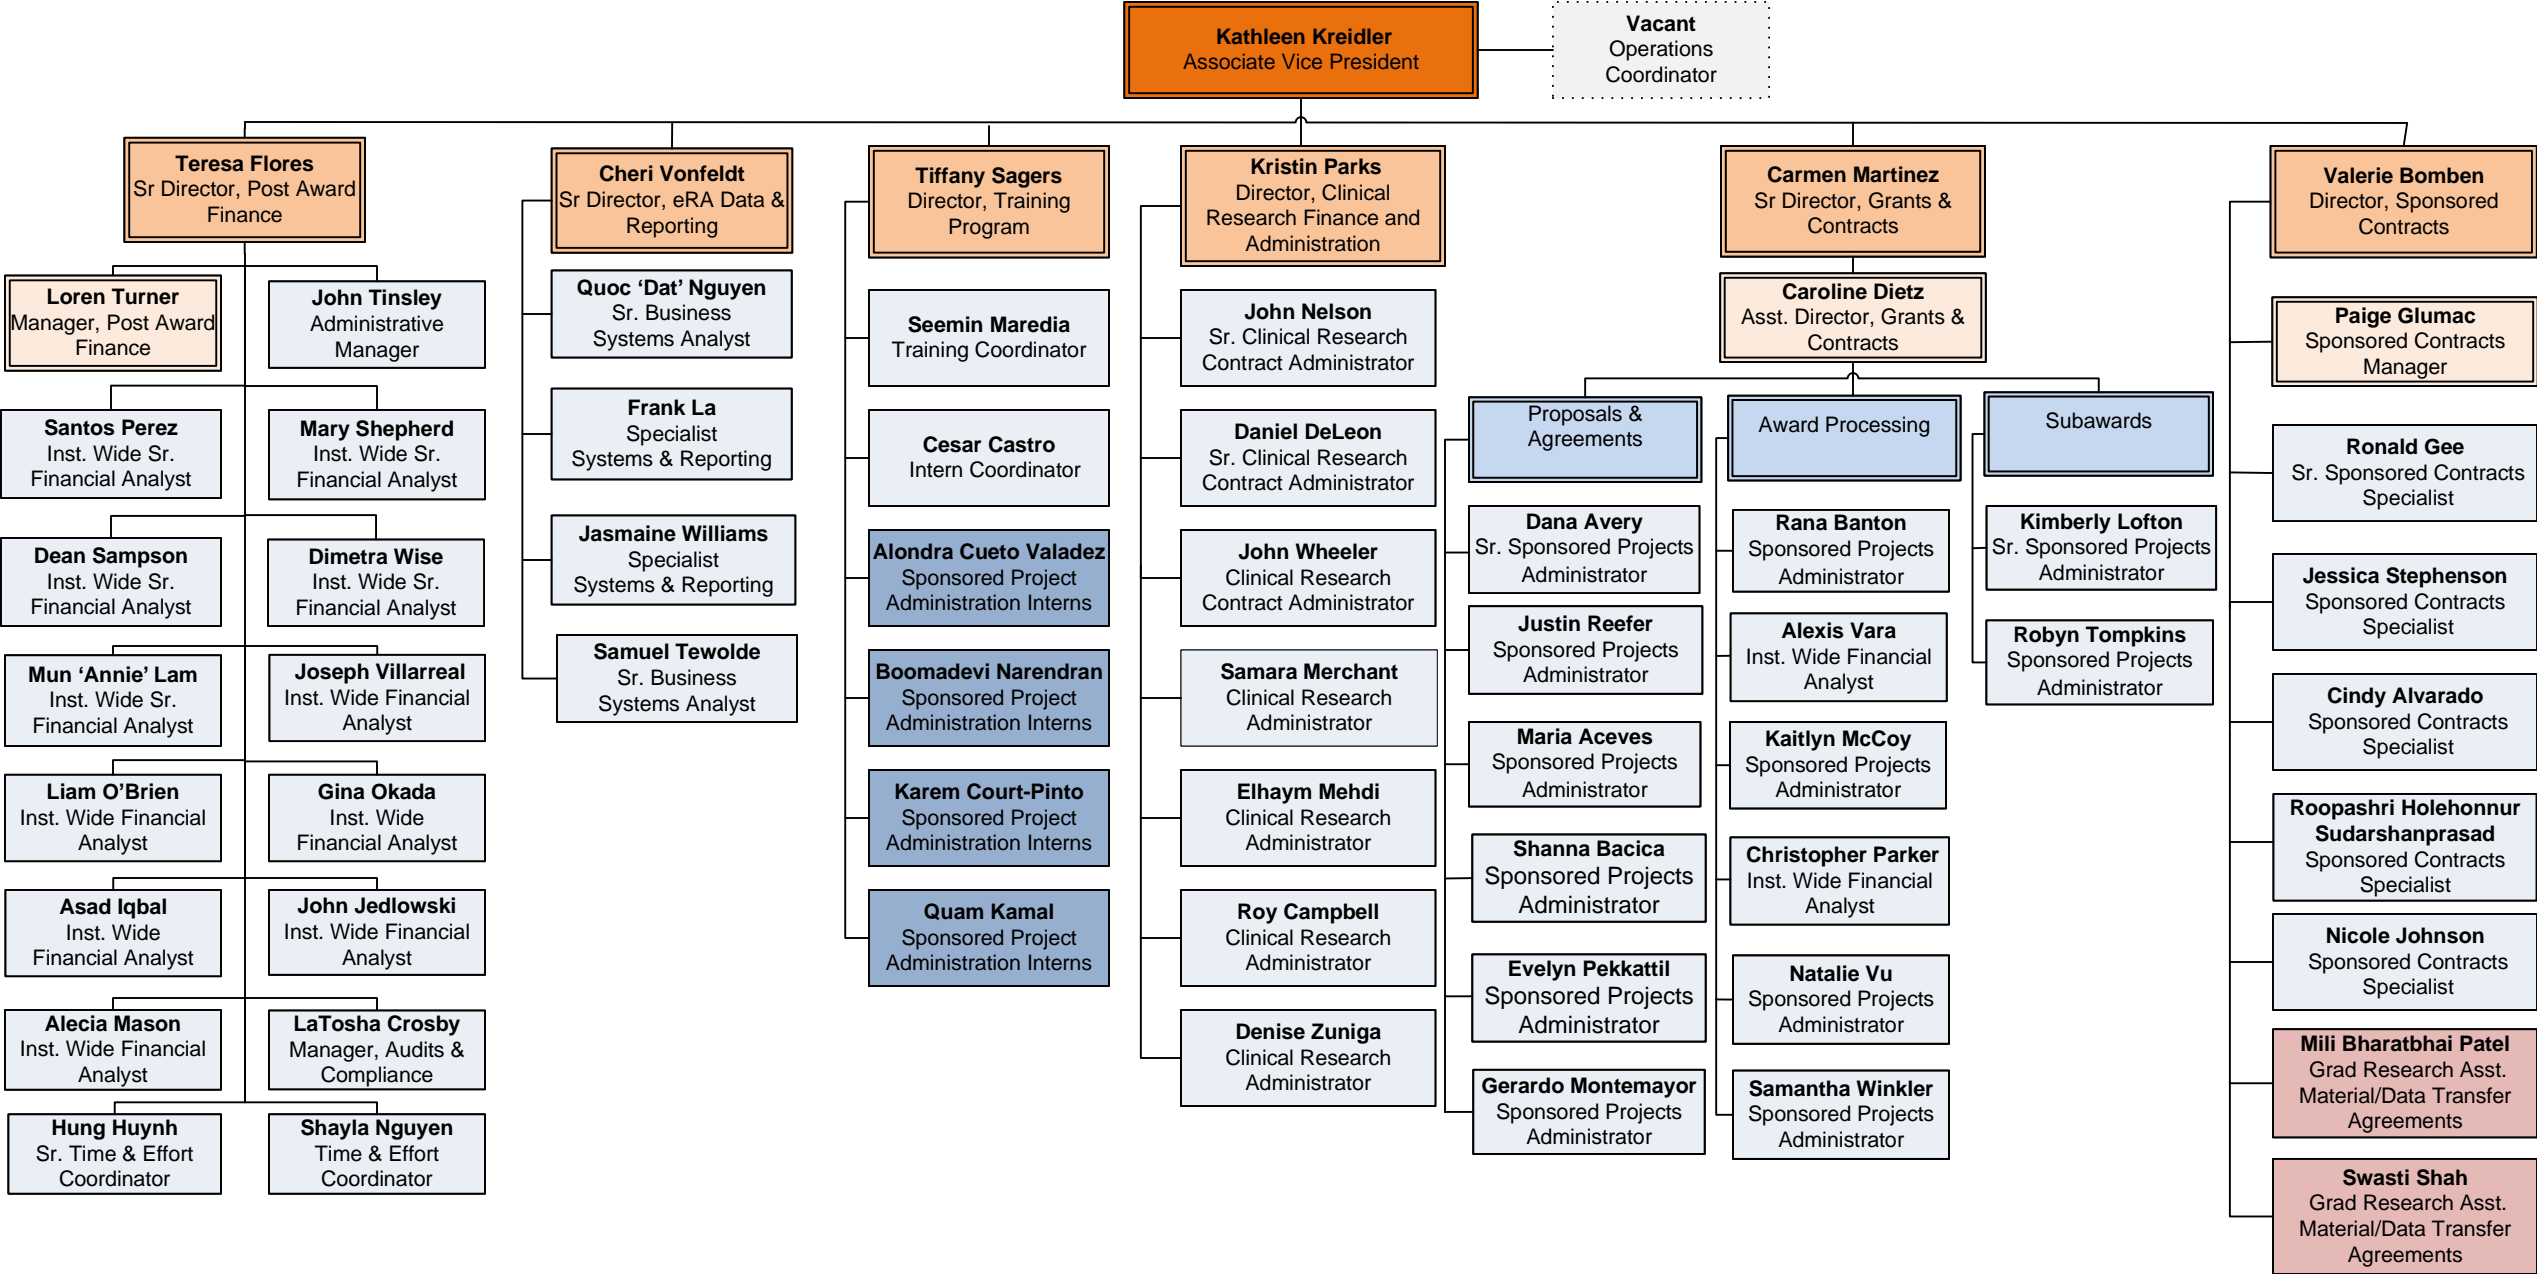 Kathleen Kreidler
Associate Vice President
Vacant
Operations
Coordinator
Teresa Flores
Sr Director, Post Award
Finance
Loren Turner
Manager, Post Award
Finance
John Tinsley
Administrative
Manager
Santos Perez
Inst. Wide Sr.
Financial Analyst
Mary Shepherd
Inst. Wide Sr.
Financial Analyst
Dean Sampson
Inst. Wide Sr.
Financial Analyst
Dimetra Wise
Inst. Wide Sr.
Financial Analyst
Mun ‘Annie’ Lam
Inst. Wide Sr.
Financial Analyst
Joseph Villarreal
Inst. Wide Financial
Analyst
Liam O’Brien
Inst. Wide Financial
Analyst
Gina Okada
Inst. Wide
Financial Analyst
Asad Iqbal
Inst. Wide
Financial Analyst
John Jedlowski
Inst. Wide Financial
Analyst
Alecia Mason
Inst. Wide Financial
Analyst
LaTosha Crosby
Manager, Audits &
Compliance
Hung Huynh
Sr. Time & Effort
Coordinator
Shayla Nguyen
Time & Effort
Coordinator
Cheri Vonfeldt
Sr Director, eRA Data &
Reporting
Quoc ‘Dat’ Nguyen
Sr. Business
Systems Analyst
Frank La
Specialist
Systems & Reporting
Jasmaine Williams
Specialist
Systems & Reporting
Samuel Tewolde
Sr. Business
Systems Analyst
Tiffany Sagers
Director, Training
Program
Seemin Maredia
Training Coordinator
Cesar Castro
Intern Coordinator
Alondra Cueto Valadez
Sponsored Project
Administration Interns
Boomadevi Narendran
Sponsored Project
Administration Interns
Karem Court-Pinto
Sponsored Project
Administration Interns
Quam Kamal
Sponsored Project
Administration Interns
Kristin Parks
Director, Clinical
Research Finance and
Administration
John Nelson
Sr. Clinical Research
Contract Administrator
Daniel DeLeon
Sr. Clinical Research
Contract Administrator
John Wheeler
Clinical Research
Contract Administrator
Samara Merchant
Clinical Research
Administrator
Elhaym Mehdi
Clinical Research
Administrator
Roy Campbell
Clinical Research
Administrator
Denise Zuniga
Clinical Research
Administrator
Carmen Martinez
Sr Director, Grants &
Contracts
Caroline Dietz
Asst. Director, Grants &
Contracts
Proposals &
Agreements
Dana Avery
Sr. Sponsored Projects
Administrator
Justin Reefer
Sponsored Projects
Administrator
Maria Aceves
Sponsored Projects
Administrator
Shanna Bacica
Sponsored Projects
Administrator
Evelyn Pekkattil
Sponsored Projects
Administrator
Gerardo Montemayor
Sponsored Projects
Administrator
Award Processing
Rana Banton
Sponsored Projects
Administrator
Alexis Vara
Inst. Wide Financial
Analyst
Kaitlyn McCoy
Sponsored Projects
Administrator
Christopher Parker
Inst. Wide Financial
Analyst
Natalie Vu
Sponsored Projects
Administrator
Samantha Winkler
Sponsored Projects
Administrator
Subawards
Kimberly Lofton
Sr. Sponsored Projects
Administrator
Robyn Tompkins
Sponsored Projects
Administrator
Valerie Bomben
Director, Sponsored
Contracts
Paige Glumac
Sponsored Contracts
Manager
Ronald Gee
Sr. Sponsored Contracts
Specialist
Jessica Stephenson
Sponsored Contracts
Specialist
Cindy Alvarado
Sponsored Contracts
Specialist
Roopashri Holehonnur
Sudarshanprasad
Sponsored Contracts
Specialist
Nicole Johnson
Sponsored Contracts
Specialist
Mili Bharatbhai Patel
Grad Research Asst.
Material/Data Transfer
Agreements
Swasti Shah
Grad Research Asst.
Material/Data Transfer
Agreements